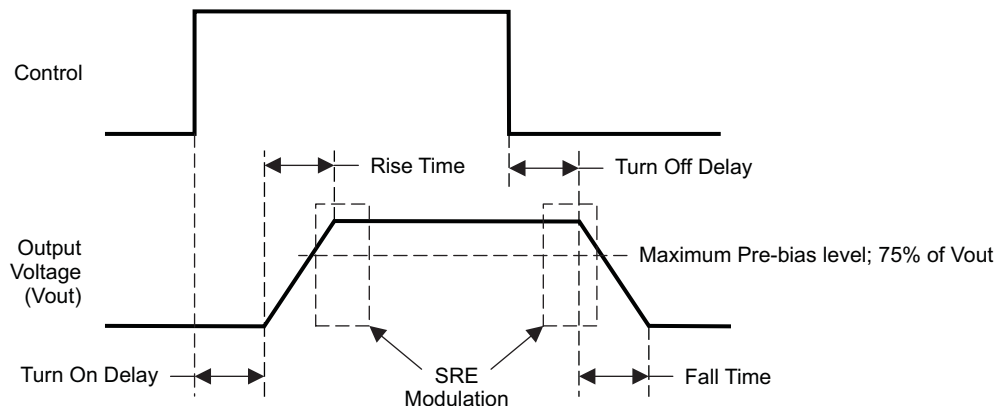 Control
Rise Time
Turn Off Delay
Output
Voltage
(Vout)
Maximum Pre-bias level; 75% of Vout
Turn On Delay
SRE
Modulation
Fall Time